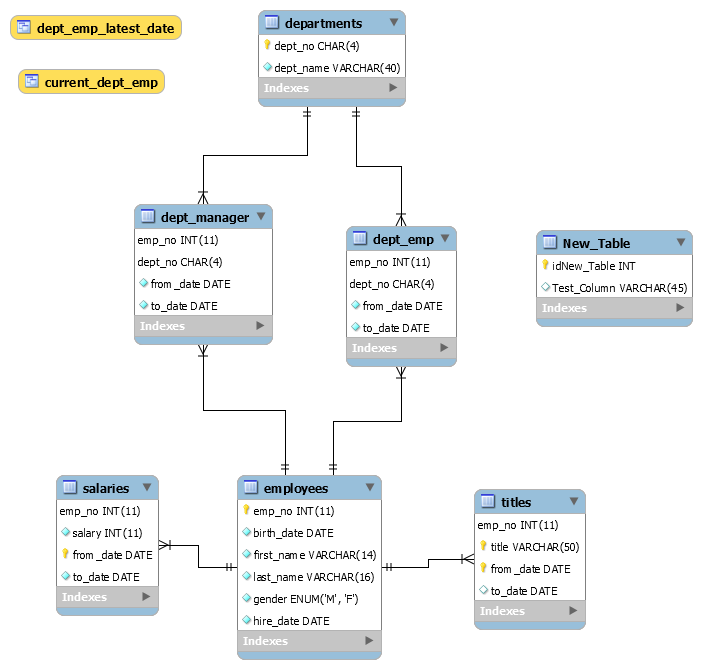 dept_emp_latest_date
current_dept_emp
departments
dept_no CHAR(4)
dept_name VARCHAR(40)
Indexes
dept_manager
emp_no INT(11)
dept_no CHAR(4)
from_date DATE
to_date DATE
Indexes
dept_emp
emp_no INT(11)
dept_no CHAR(4)
from_date DATE
to_date DATE
Indexes
New_Table
idNew_Table INT
Test_Column VARCHAR(45)
Indexes
salaries
emp_no INT(11)
salary INT(11)
from_date DATE
to_date DATE
Indexes
employees
emp_no INT(11)
birth_date DATE
first_name VARCHAR(14)
last_name VARCHAR(16)
gender ENUM('M', 'F')
hire_date DATE
Indexes
titles
emp_no INT(11)
title VARCHAR(50)
from_date DATE
to_date DATE
Indexes